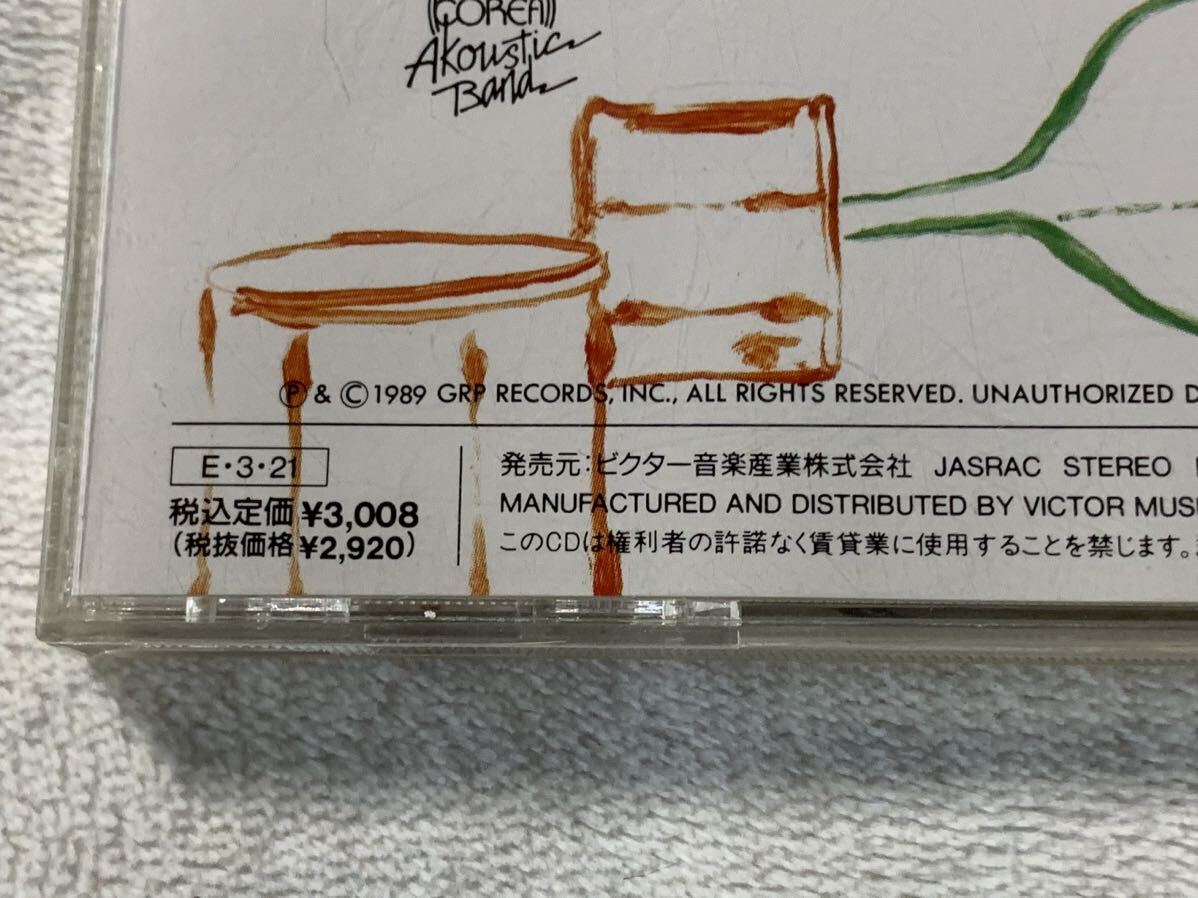 COREA
Akoustic
Band
Ⓟ & Ⓒ 1989 GRP RECORDS, INC., ALL RIGHTS RESERVED. UNAUTHORIZED
E・3・21
税込定価 ¥3,008
(税抜価格 ¥2,920)
発売元:ビクター音楽産業株式会社 JASRAC STEREO
MANUFACTURED AND DISTRIBUTED BY VICTOR
このCDは権利者の許諾なく賃貸業に使用することを禁じます。